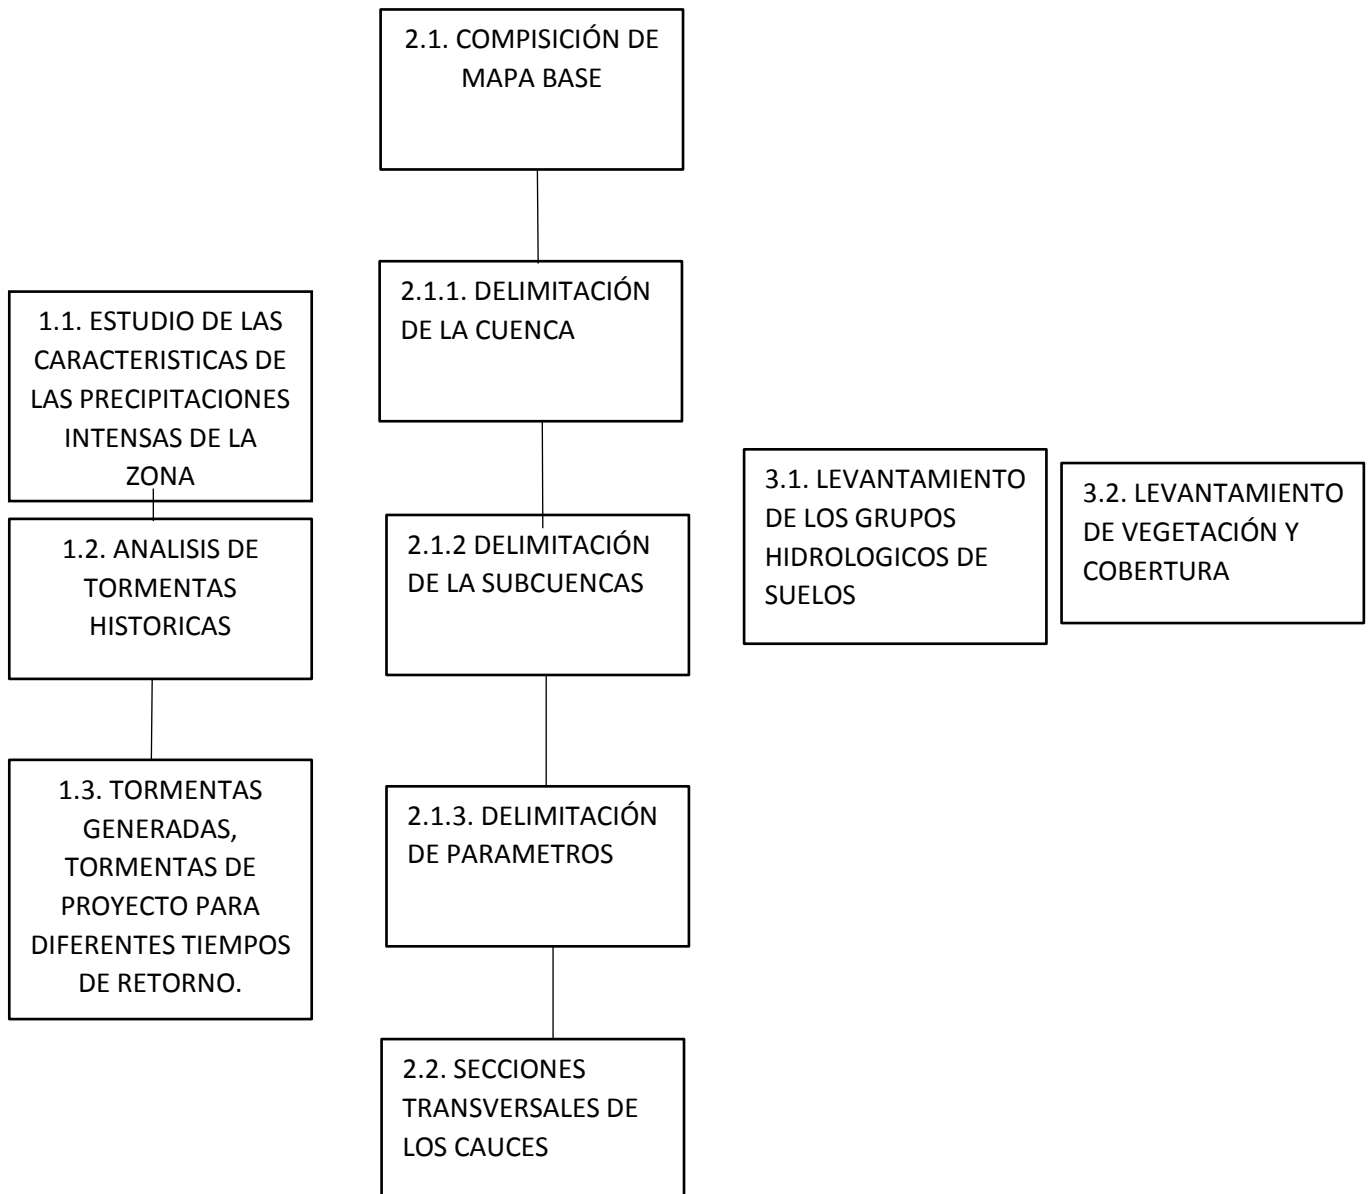 2.1. COMPISICIÓN DE
MAPA BASE
2.1.1. DELIMITACIÓN
DE LA CUENCA
1.1. ESTUDIO DE LAS
CARACTERISTICAS DE
LAS PRECIPITACIONES
INTENSAS DE LA
ZONA
3.1. LEVANTAMIENTO
DE LOS GRUPOS
HIDROLOGICOS DE
SUELOS
3.2. LEVANTAMIENTO
DE VEGETACIÓN Y
COBERTURA
1.2. ANALISIS DE
TORMENTAS
HISTORICAS
2.1.2 DELIMITACIÓN
DE LA SUBCUENCAS
1.3. TORMENTAS
GENERADAS,
TORMENTAS DE
PROYECTO PARA
DIFERENTES TIEMPOS
DE RETORNO.
2.1.3. DELIMITACIÓN
DE PARAMETROS
2.2. SECCIONES
TRANSVERSALES DE
LOS CAUCES